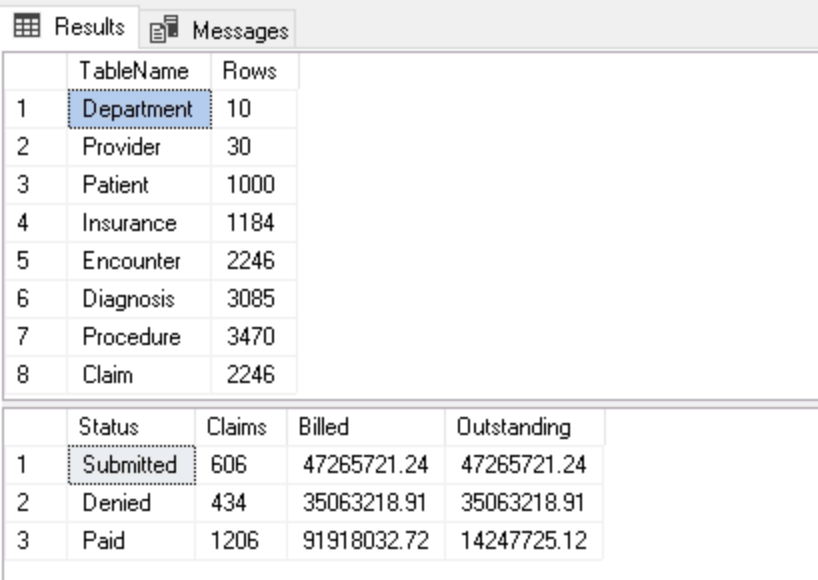 Results Messages
TableName Rows
1 Department 10
2 Provider 30
3 Patient 1000
4 Insurance 1184
5 Encounter 2246
6 Diagnosis 3085
7 Procedure 3470
8 Claim 2246
Status Claims Billed Outstanding
1 Submitted 606 47265721.24 47265721.24
2 Denied 434 35063218.91 35063218.91
3 Paid 1206 91918032.72 14247725.12